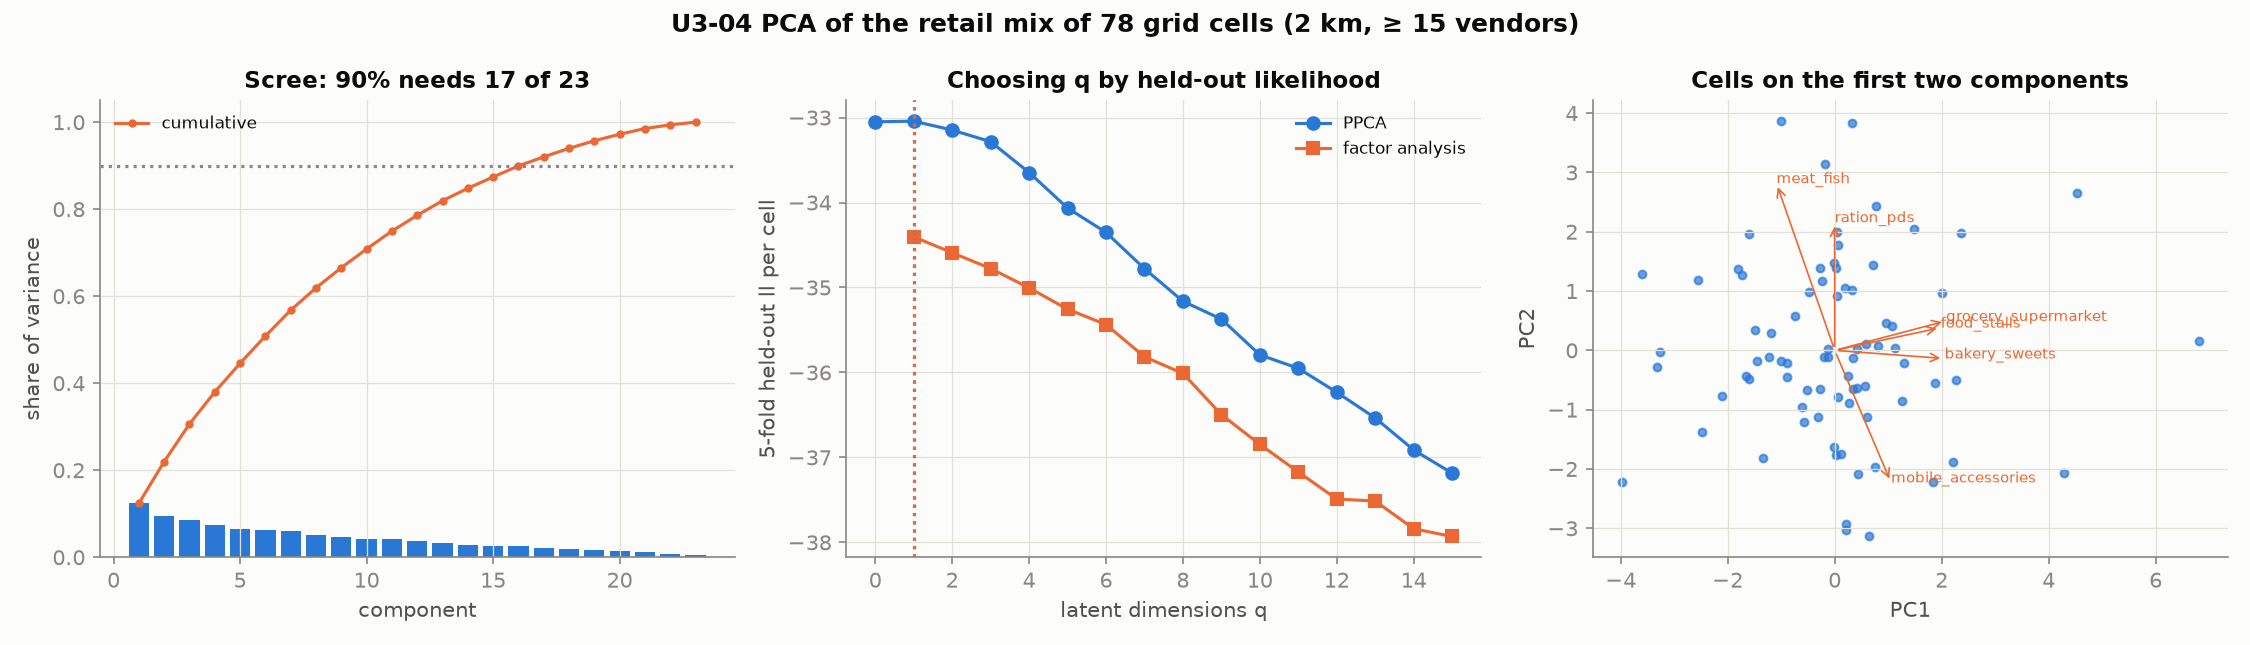 U3-04 PCA of the retail mix of 78 grid cells (2 km, ≥ 15 vendors)
Scree: 90% needs 17 of 23
cumulative
share of variance
1.0
0.8
0.6
0.4
0.2
0.0
0 5 10 15 20
component
Choosing q by held-out likelihood
PPCA
factor analysis
5-fold held-out ll per cell
−33
−34
−35
−36
−37
−38
0 2 4 6 8 10 12 14
latent dimensions q
Cells on the first two components
PC2
4
3
2
1
0
−1
−2
−3
meat_fish
ration_pds
grocery_supermarket
food_stalls
bakery_sweets
mobile_accessories
−4 −2 0 2 4 6
PC1